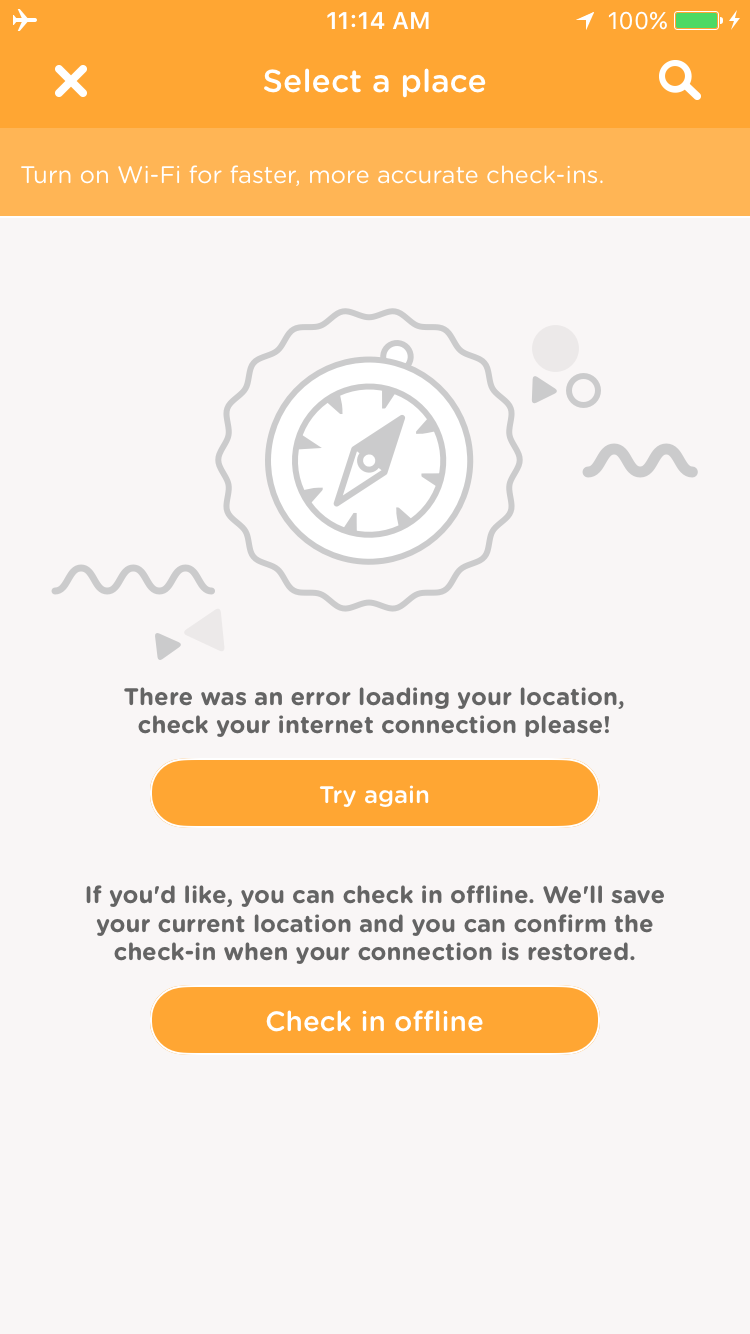 11:14 AM
100%
Select a place
Turn on Wi-Fi for faster, more accurate check-ins.
There was an error loading your location,
check your internet connection please!
Try again
If you'd like, you can check in offline. We'll save
your current location and you can confirm the
check-in when your connection is restored.
Check in offline